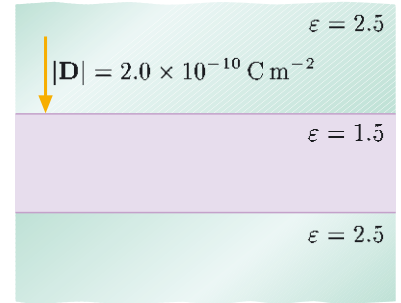 ε = 2.5
|D| = 2.0 × 10⁻¹⁰ C m⁻²
ε = 1.5
ε = 2.5